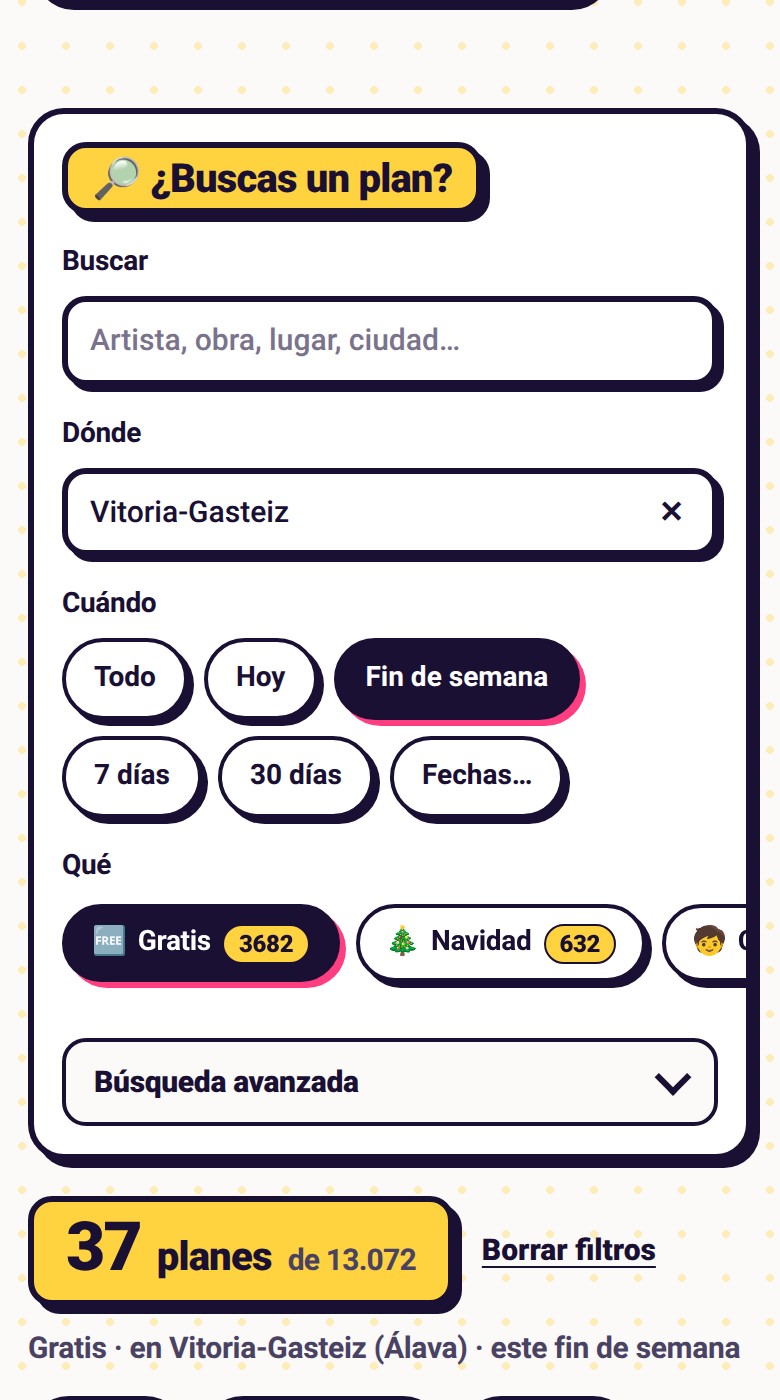 🔎 ¿Buscas un plan?
Buscar
Artista, obra, lugar, ciudad…
Dónde
Vitoria-Gasteiz ✕
Cuándo
Todo Hoy Fin de semana
7 días 30 días Fechas…
Qué
🆓 Gratis 3682 🎄 Navidad 632 🧒
Búsqueda avanzada
37 planes de 13.072 Borrar filtros
Gratis · en Vitoria-Gasteiz (Álava) · este fin de semana